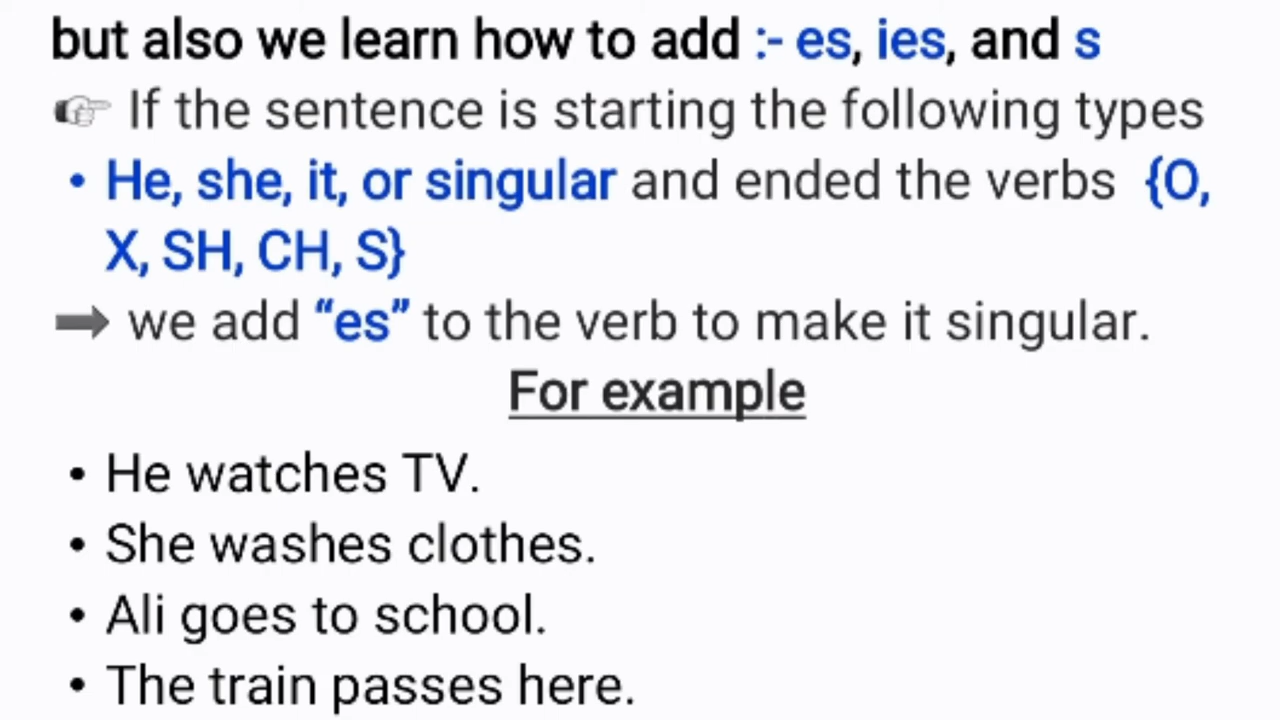 but also we learn how to add :- es, ies, and s
☞ If the sentence is starting the following types
• He, she, it, or singular and ended the verbs {O,
X, SH, CH, S}
➡ we add “es” to the verb to make it singular.
For example
• He watches TV.
• She washes clothes.
• Ali goes to school.
• The train passes here.